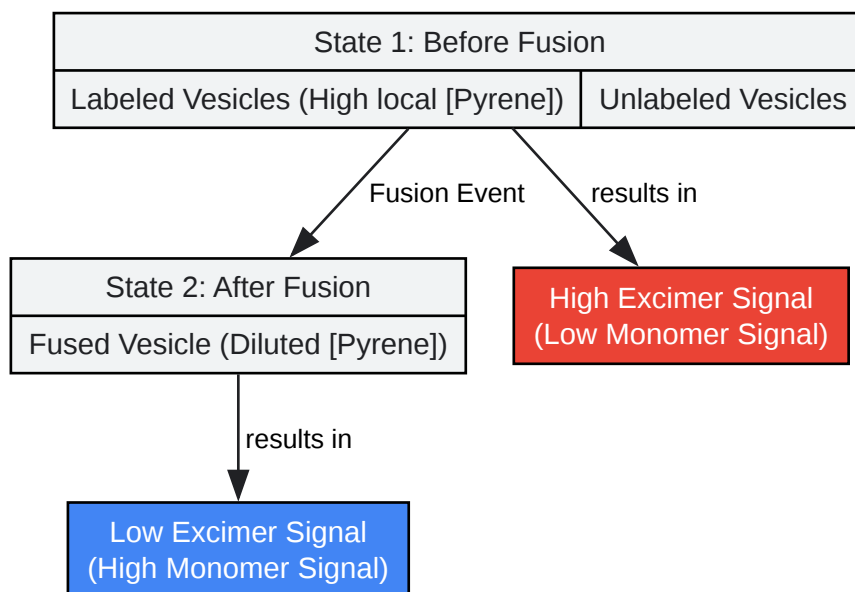 State 1: Before Fusion
Labeled Vesicles (High local [Pyrene])
Unlabeled Vesicles
Fusion Event
results in
State 2: After Fusion
Fused Vesicle (Diluted [Pyrene])
High Excimer Signal
(Low Monomer Signal)
results in
Low Excimer Signal
(High Monomer Signal)